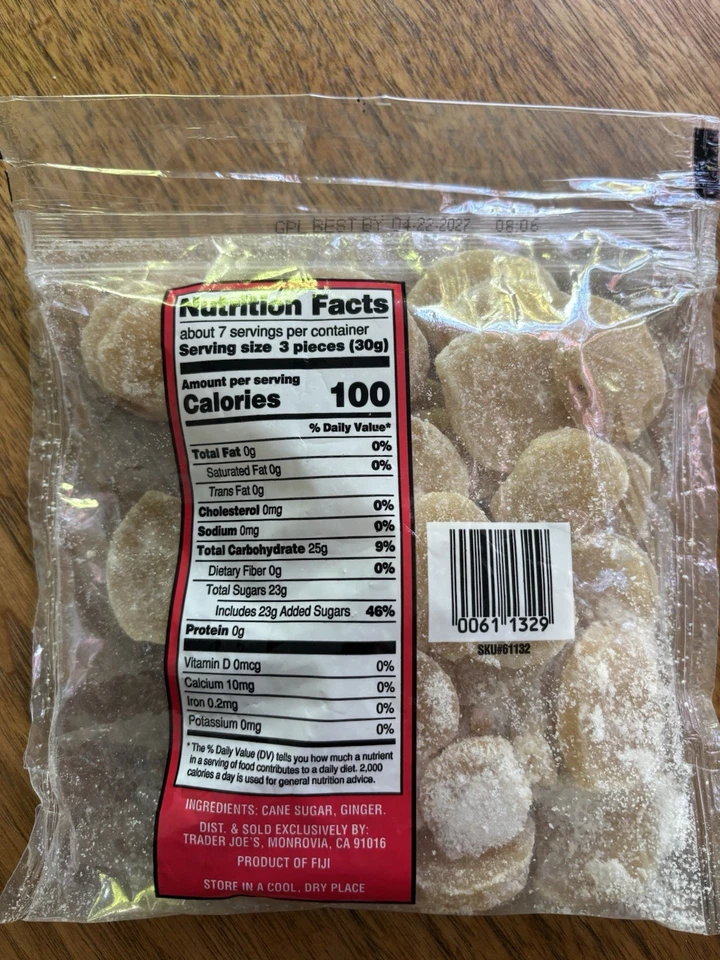 GPL BEST BY 04-22-2027 08:06
Nutrition Facts
about 7 servings per container
Serving size 3 pieces (30g)
Amount per serving
Calories 100
% Daily Value*
Total Fat 0g 0%
Saturated Fat 0g 0%
Trans Fat 0g
Cholesterol 0mg 0%
Sodium 0mg 0%
Total Carbohydrate 25g 9%
Dietary Fiber 0g 0%
Total Sugars 23g
Includes 23g Added Sugars 46%
Protein 0g
Vitamin D 0mcg 0%
Calcium 10mg 0%
Iron 0.2mg 0%
Potassium 0mg 0%
* The % Daily Value (DV) tells you how much a nutrient
in a serving of food contributes to a daily diet. 2,000
calories a day is used for general nutrition advice.
INGREDIENTS: CANE SUGAR, GINGER.
DIST. & SOLD EXCLUSIVELY BY:
TRADER JOE'S, MONROVIA, CA 91016
PRODUCT OF FIJI
STORE IN A COOL, DRY PLACE
0061 1329
SKU#61132